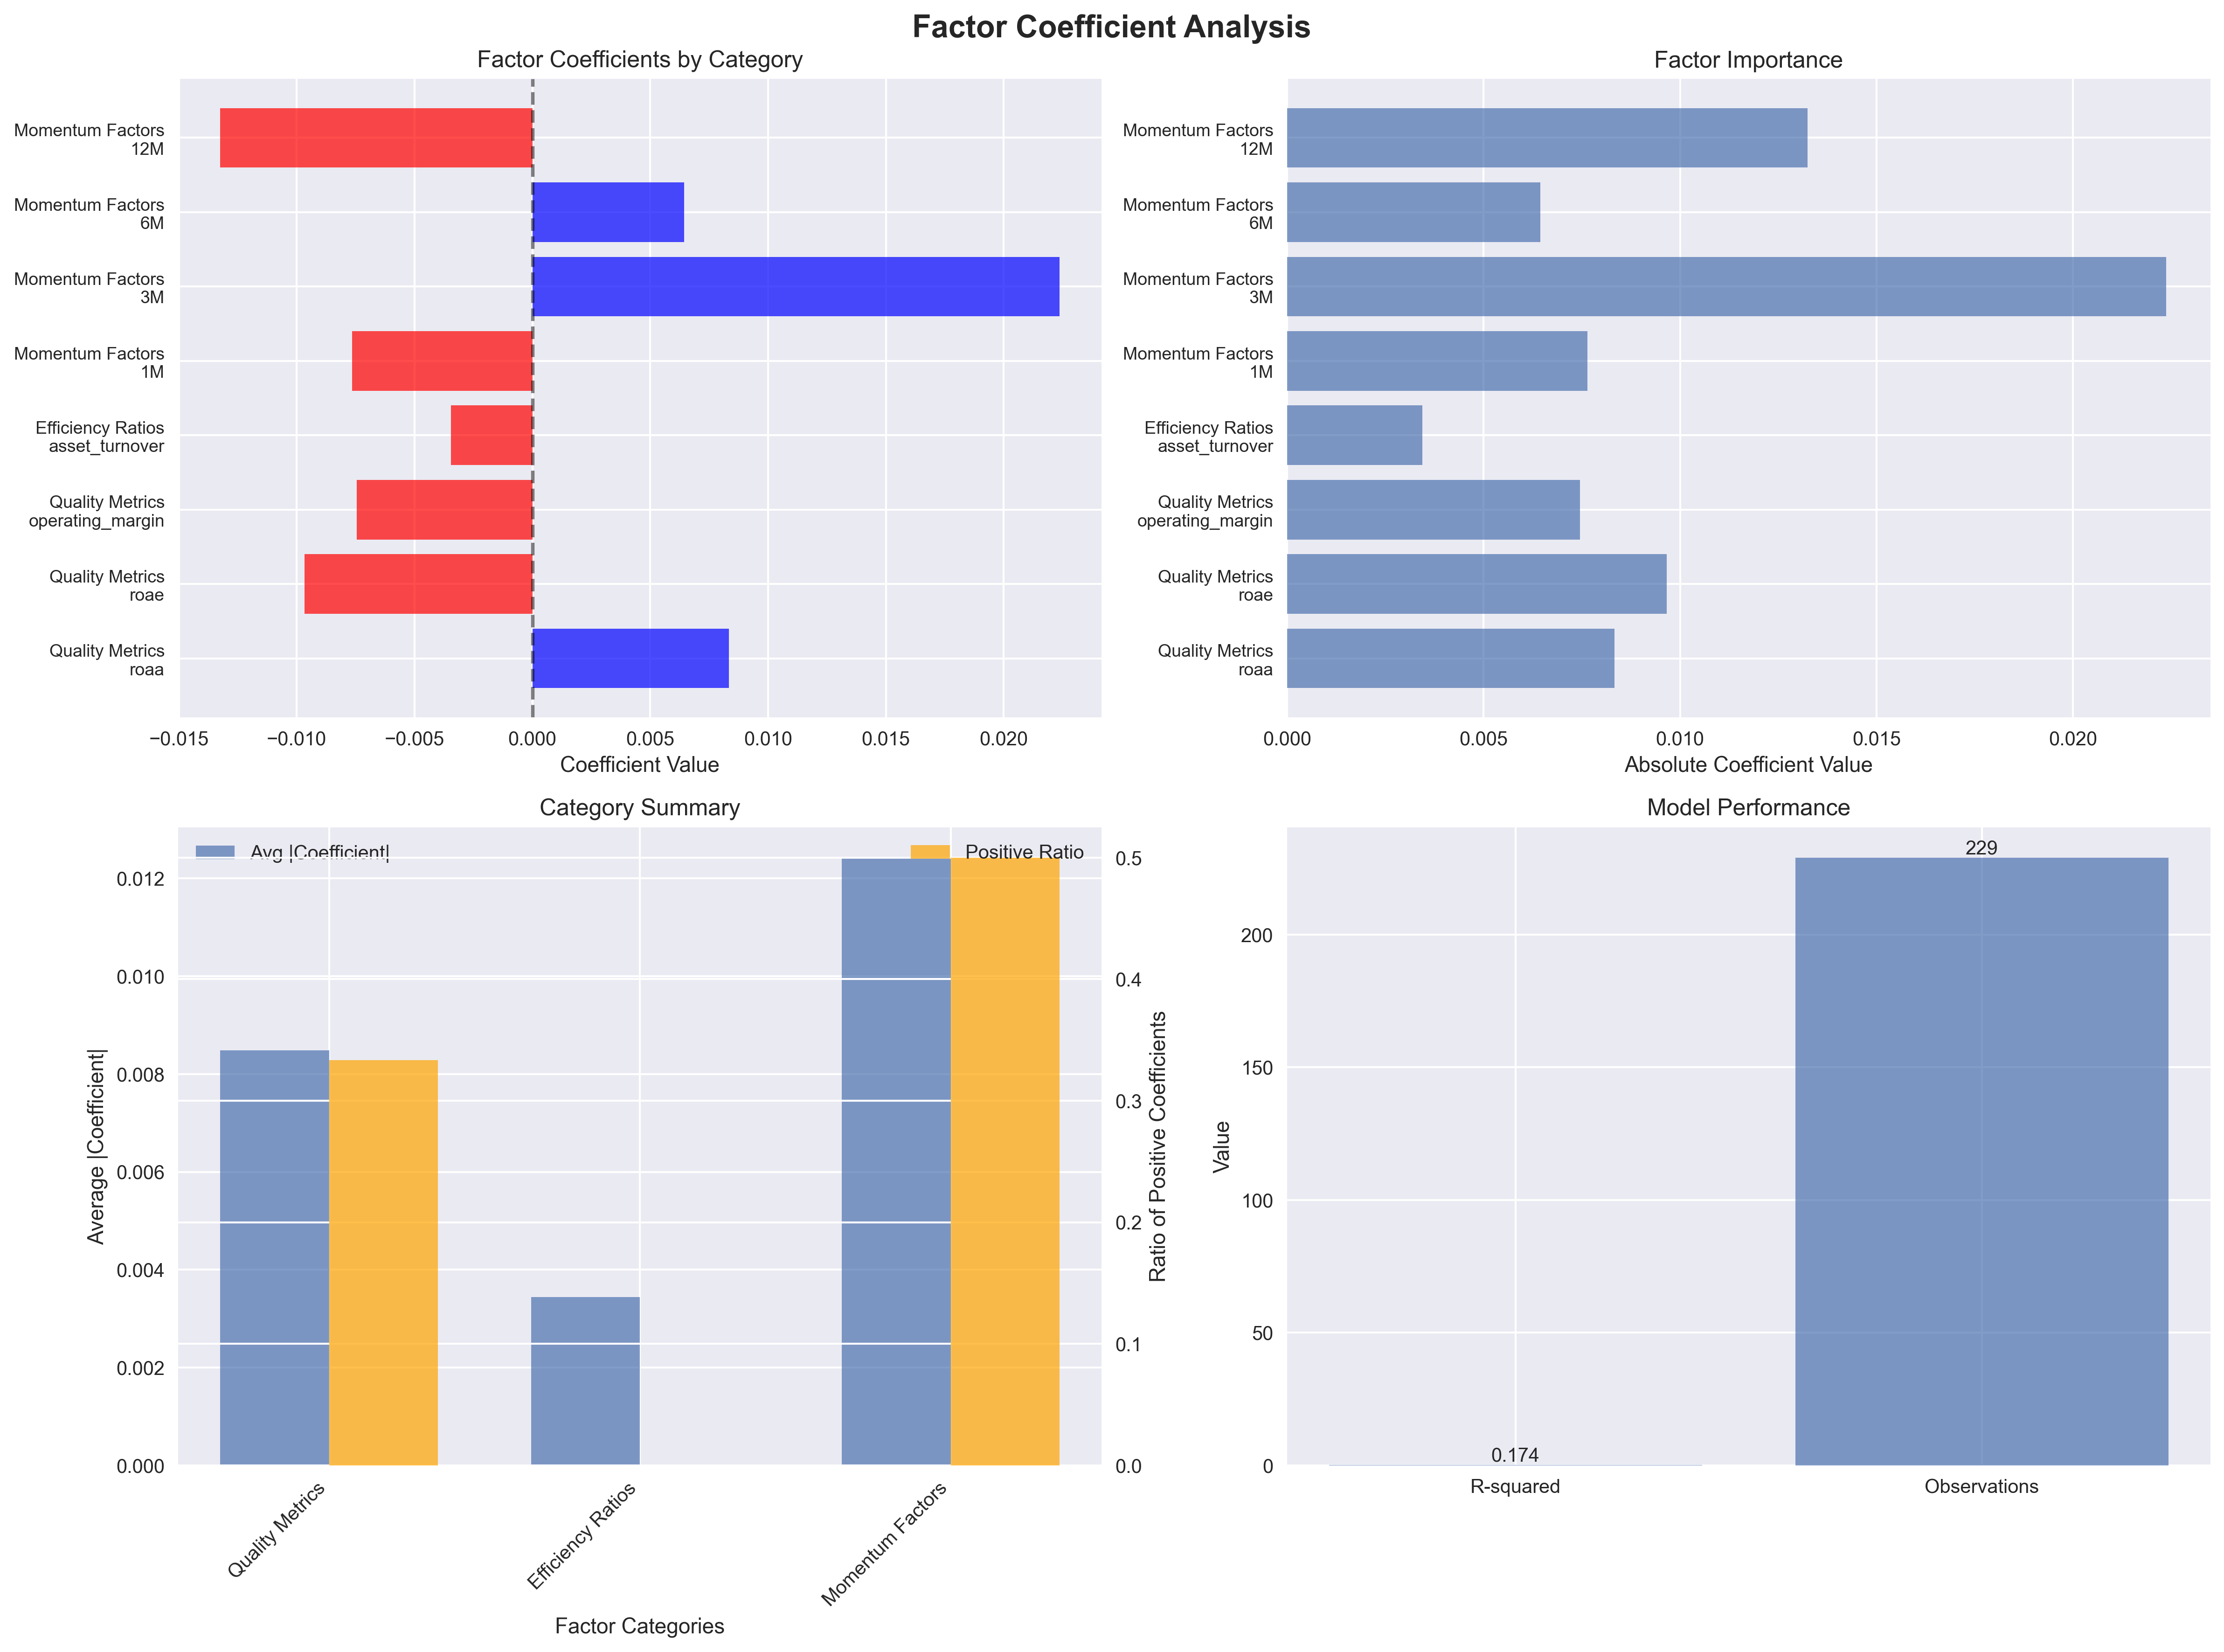 Factor Coefficient Analysis
Factor Coefficients by Category
Momentum Factors
12M
Momentum Factors
6M
Momentum Factors
3M
Momentum Factors
1M
Efficiency Ratios
asset_turnover
Quality Metrics
operating_margin
Quality Metrics
roae
Quality Metrics
roaa
−0.015 −0.010 −0.005 0.000 0.005 0.010 0.015 0.020
Coefficient Value
Factor Importance
Momentum Factors
12M
Momentum Factors
6M
Momentum Factors
3M
Momentum Factors
1M
Efficiency Ratios
asset_turnover
Quality Metrics
operating_margin
Quality Metrics
roae
Quality Metrics
roaa
0.000 0.005 0.010 0.015 0.020
Absolute Coefficient Value
Category Summary
Avg |Coefficient|
Positive Ratio
Average |Coefficient|
0.012
0.010
0.008
0.006
0.004
0.002
0.000
0.5
0.4
0.3
0.2
0.1
0.0
Ratio of Positive Coefficients
Quality Metrics
Efficiency Ratios
Momentum Factors
Factor Categories
Model Performance
Value
200
150
100
50
0
0.174
229
R-squared
Observations